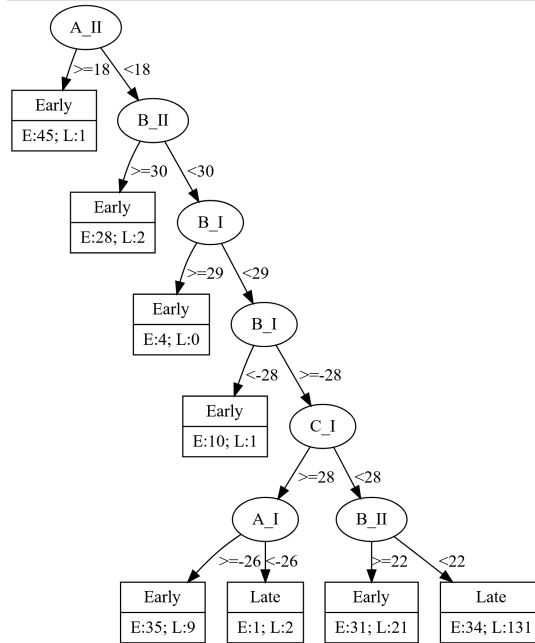 A_II
>=18 <18
Early
E:45; L:1
B_II
>=30 <30
Early
E:28; L:2
B_I
>=29 <29
Early
E:4; L:0
B_I
<-28 >=-28
Early
E:10; L:1
C_I
>=28 <28
A_I B_II
>=-26 <-26 >=22 <22
Early Late Early Late
E:35; L:9 E:1; L:2 E:31; L:21 E:34; L:131